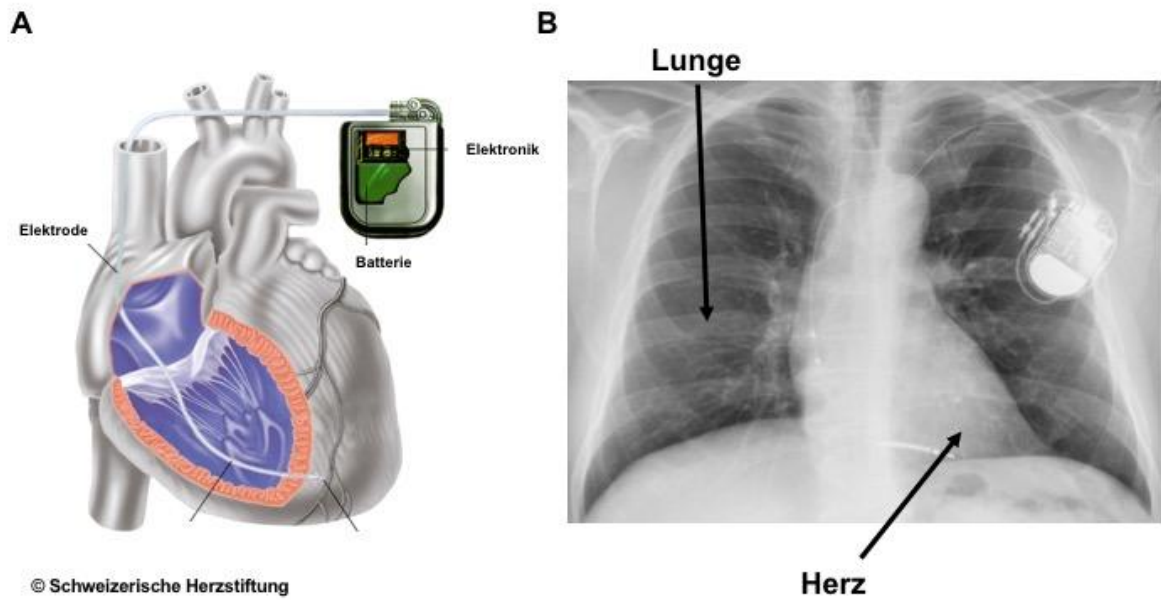 A
B
Lunge
Elektronik
Elektrode
Batterie
Herz
© Schweizerische Herzstiftung